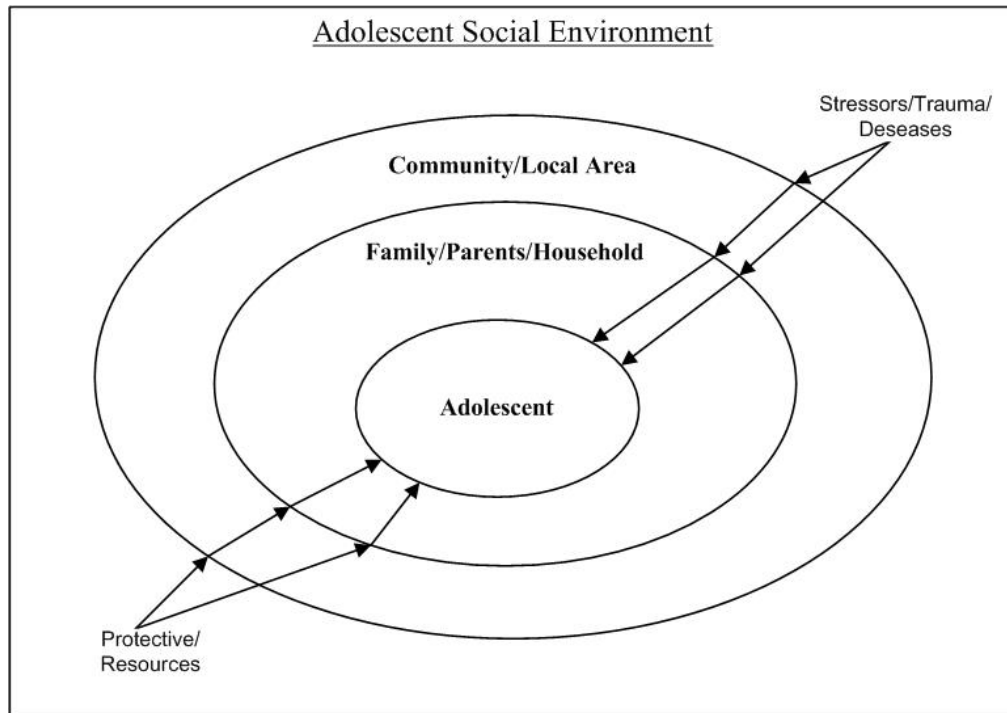 Adolescent Social Environment
Stressors/Trauma/
Deseases
Community/Local Area
Family/Parents/Household
Adolescent
Protective/
Resources